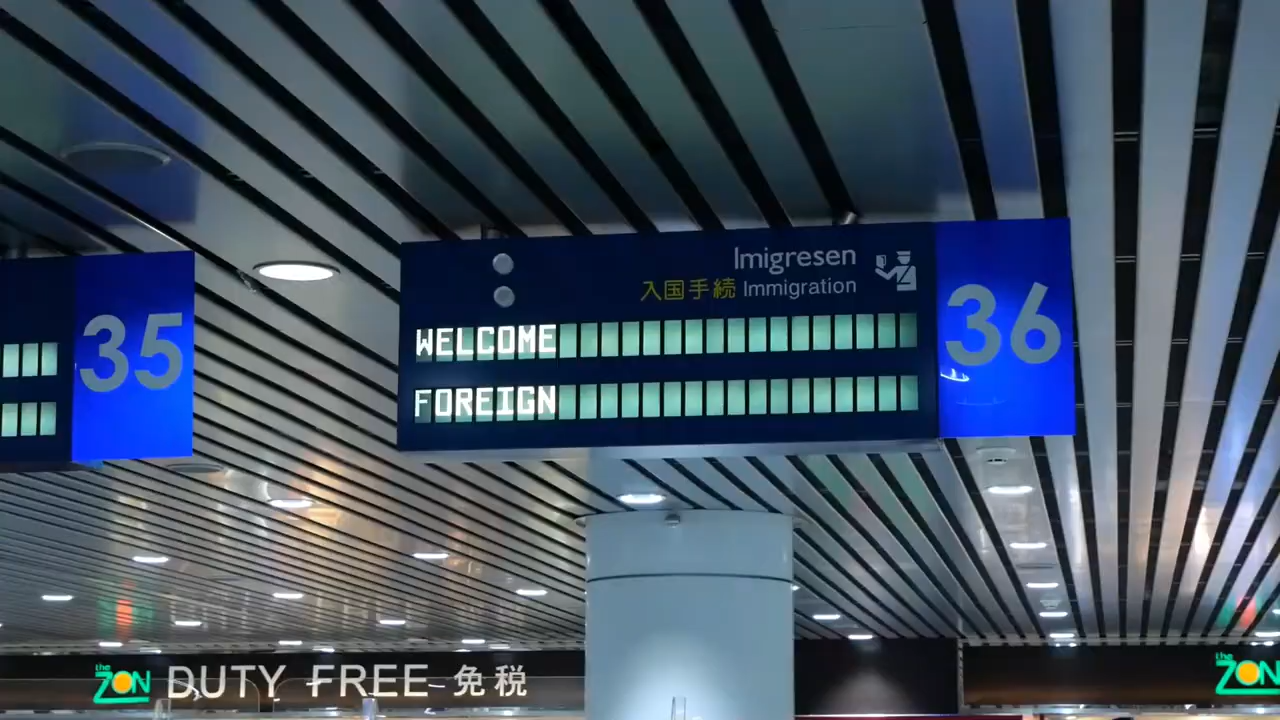 35
Imigresen
入国手続 Immigration
WELCOME
FOREIGN
36
the ZON DUTY FREE 免税
the ZON